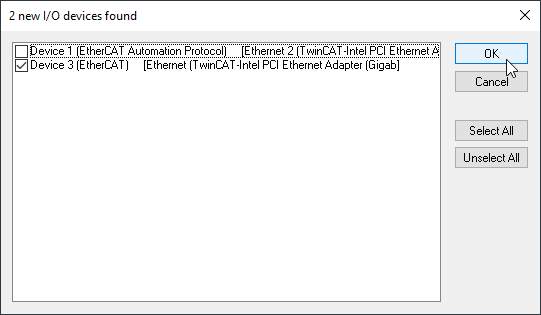 2 new I/O devices found
Device 1 (EtherCAT Automation Protocol) [Ethernet 2 (TwinCAT-Intel PCI Ethernet A
Device 3 (EtherCAT) [Ethernet (TwinCAT-Intel PCI Ethernet Adapter (Gigab]
OK
Cancel
Select All
Unselect All